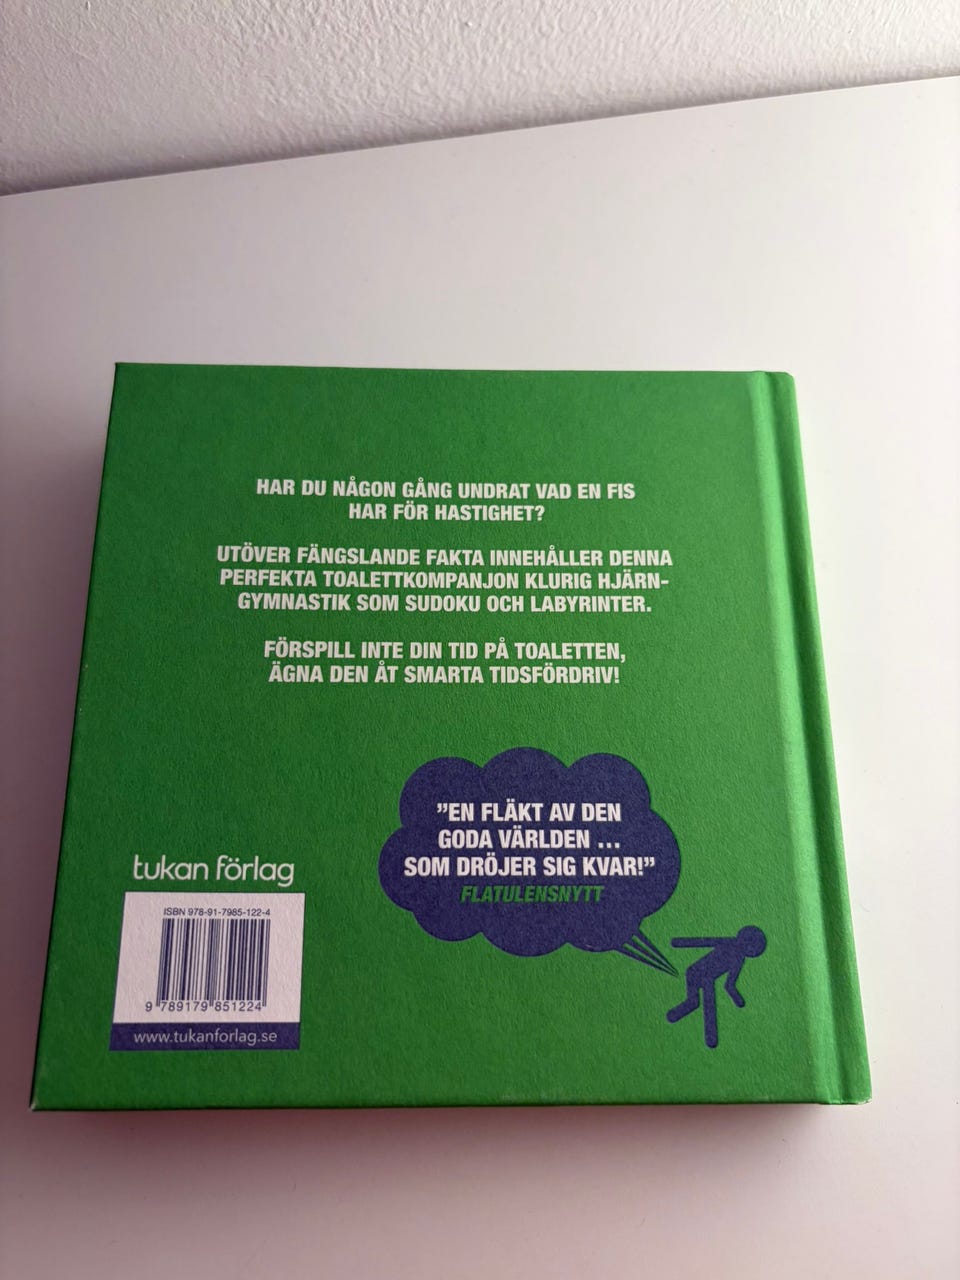 HAR DU NÅGON GÅNG UNDRAT VAD EN FIS
HAR FÖR HASTIGHET?
UTÖVER FÄNGSLANDE FAKTA INNEHÅLLER DENNA
PERFEKTA TOALETTKOMPANJON KLURIG HJÄRN-
GYMNASTIK SOM SUDOKU OCH LABYRINTER.
FÖRSPILL INTE DIN TID PÅ TOALETTEN,
ÄGNA DEN ÅT SMARTA TIDSFÖRDRIV!
”EN FLÄKT AV DEN
GODA VÄRLDEN ...
SOM DRÖJER SIG KVAR!”
FLATULENSNYTT
tukan förlag
ISBN 978-91-7985-122-4
9 789179 851224
www.tukanforlag.se